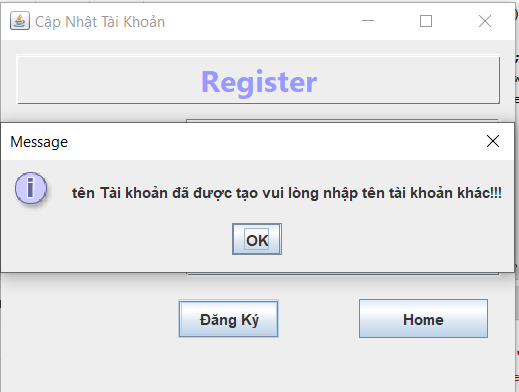 Cập Nhật Tài Khoản
Register
Message
tên Tài khoản đã được tạo vui lòng nhập tên tài khoản khác!!!
OK
Đăng Ký
Home